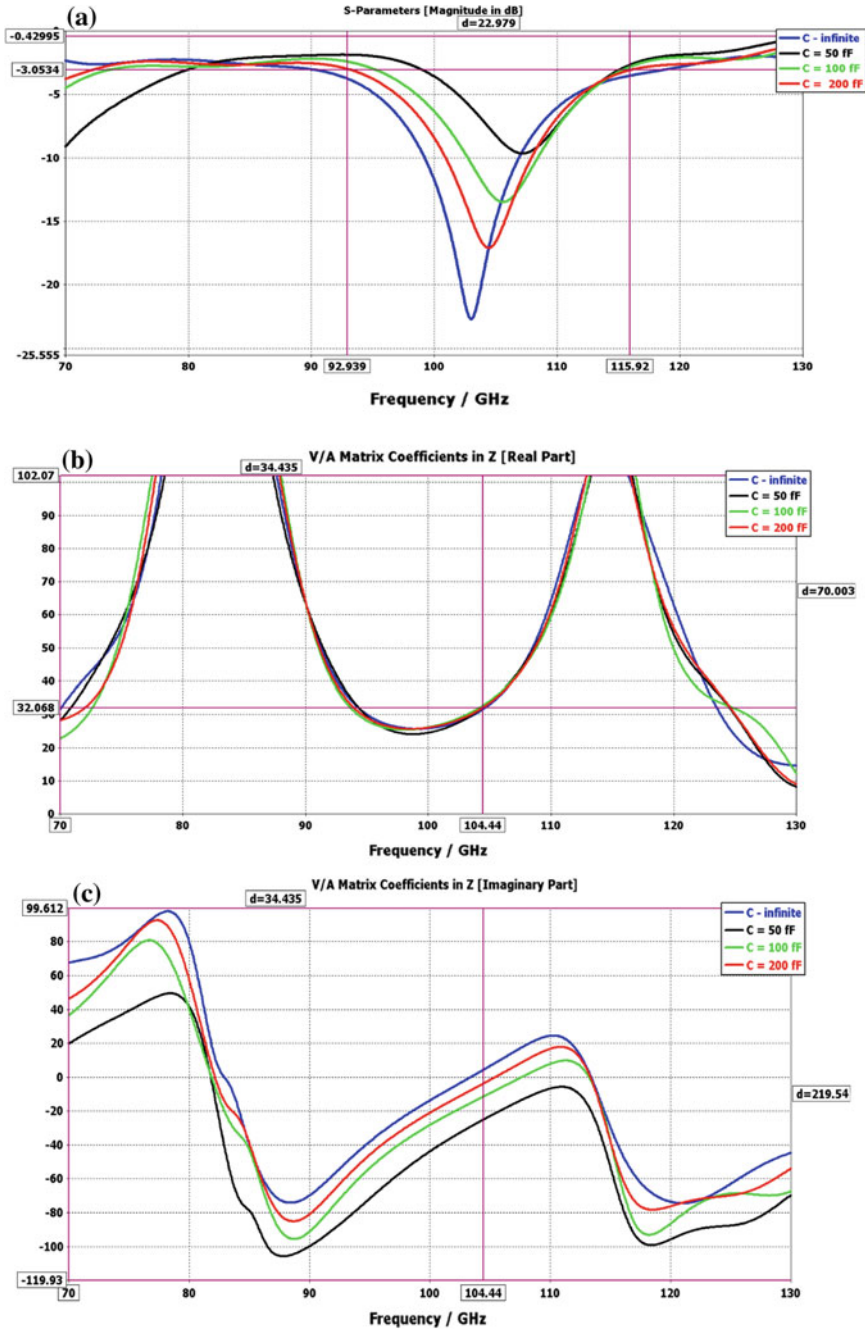 (a)
S-Parameters [Magnitude in dB]
d=22.979
-0.42995
-3.0534
-5
-10
-15
-20
-25.555
C - infinite
C = 50 fF
C = 100 fF
C = 200 fF
70 80 90 92.939 100 110 115.92 120 130
Frequency / GHz
(b)
V/A Matrix Coefficients in Z [Real Part]
d=34.435
102.07
90
80
70
60
50
40
32.068
30
20
10
0
C - infinite
C = 50 fF
C = 100 fF
C = 200 fF
d=70.003
70 80 90 100 104.44 110 120 130
Frequency / GHz
(c)
V/A Matrix Coefficients in Z [Imaginary Part]
d=34.435
99.612
80
60
40
20
0
-20
-40
-60
-80
-100
-119.93
C - infinite
C = 50 fF
C = 100 fF
C = 200 fF
d=219.54
70 80 90 100 104.44 110 120 130
Frequency / GHz